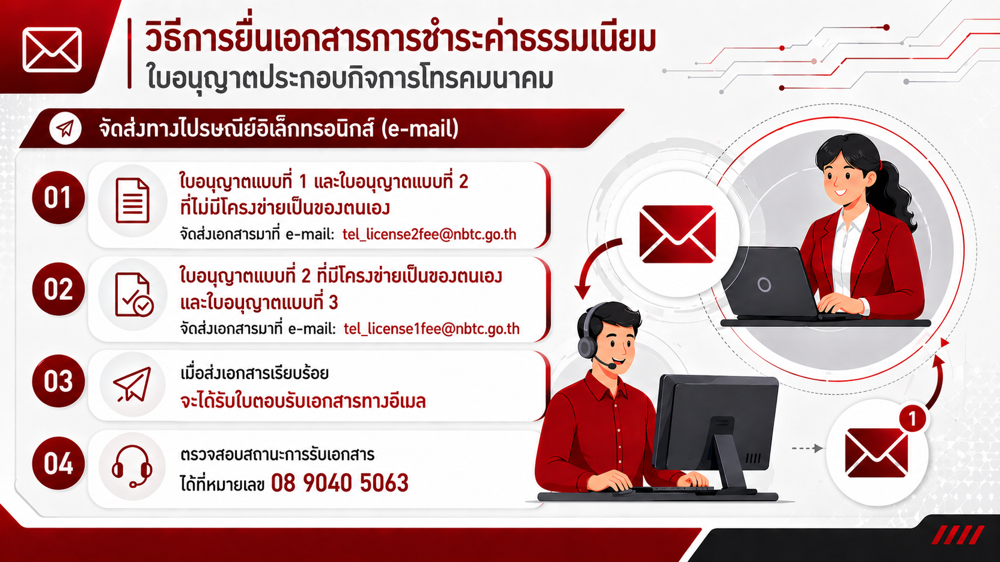 วิธีการยื่นเอกสารการชำระค่าธรรมเนียม
ใบอนุญาตประกอบกิจการโทรคมนาคม
จัดส่งทางไปรษณีย์อิเล็กทรอนิกส์ (e-mail)
01
ใบอนุญาตแบบที่ 1 และใบอนุญาตแบบที่ 2
ที่ไม่มีโครงข่ายเป็นของตนเอง
จัดส่งเอกสารมาที่ e-mail: tel_license2fee@nbtc.go.th
02
ใบอนุญาตแบบที่ 2 ที่มีโครงข่ายเป็นของตนเอง
และใบอนุญาตแบบที่ 3
จัดส่งเอกสารมาที่ e-mail: tel_license1fee@nbtc.go.th
03
เมื่อส่งเอกสารเรียบร้อย
จะได้รับใบตอบรับเอกสารทางอีเมล
04
ตรวจสอบสถานะการรับเอกสาร
ได้ที่หมายเลข 08 9040 5063
1